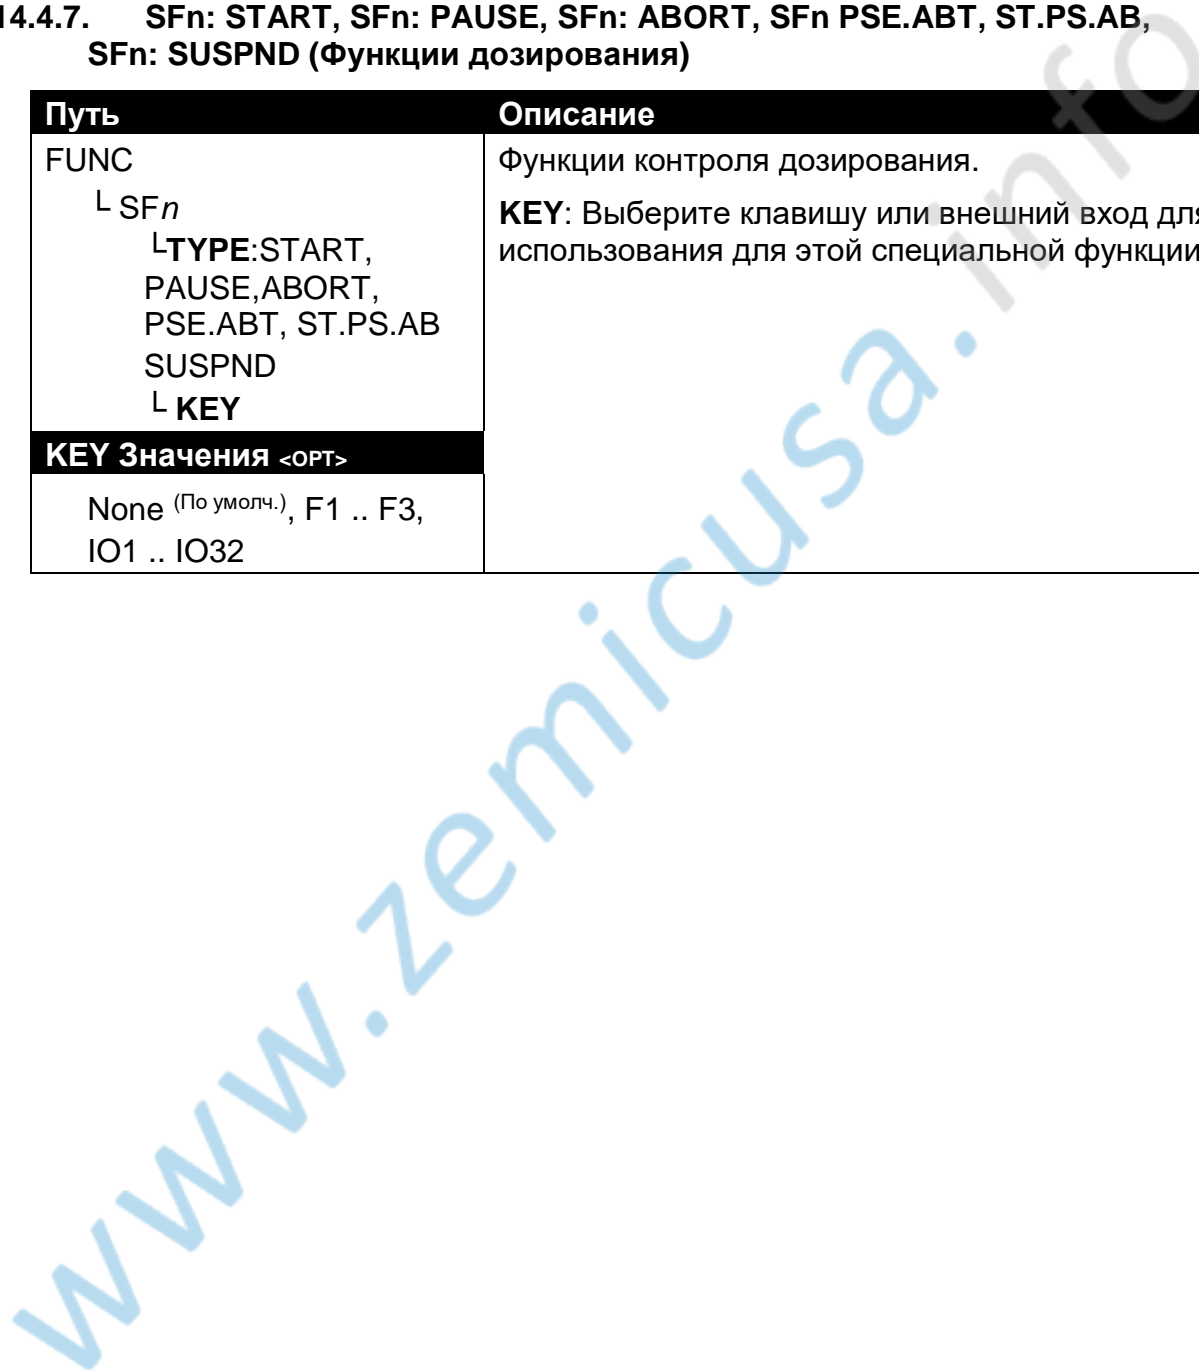 14.4.7. SFn: START, SFn: PAUSE, SFn: ABORT, SFn PSE.ABT, ST.PS.AB,
SFn: SUSPND (Функции дозирования)
Путь Описание
FUNC
└ SFn
└TYPE:START,
PAUSE,ABORT,
PSE.ABT, ST.PS.AB
SUSPND
└ KEY
Функции контроля дозирования.
KEY: Выберите клавишу или внешний вход для
использования для этой специальной функции
KEY Значения <OPT>
None (По умолч.), F1 .. F3,
IO1 .. IO32
www.zemicusa.info